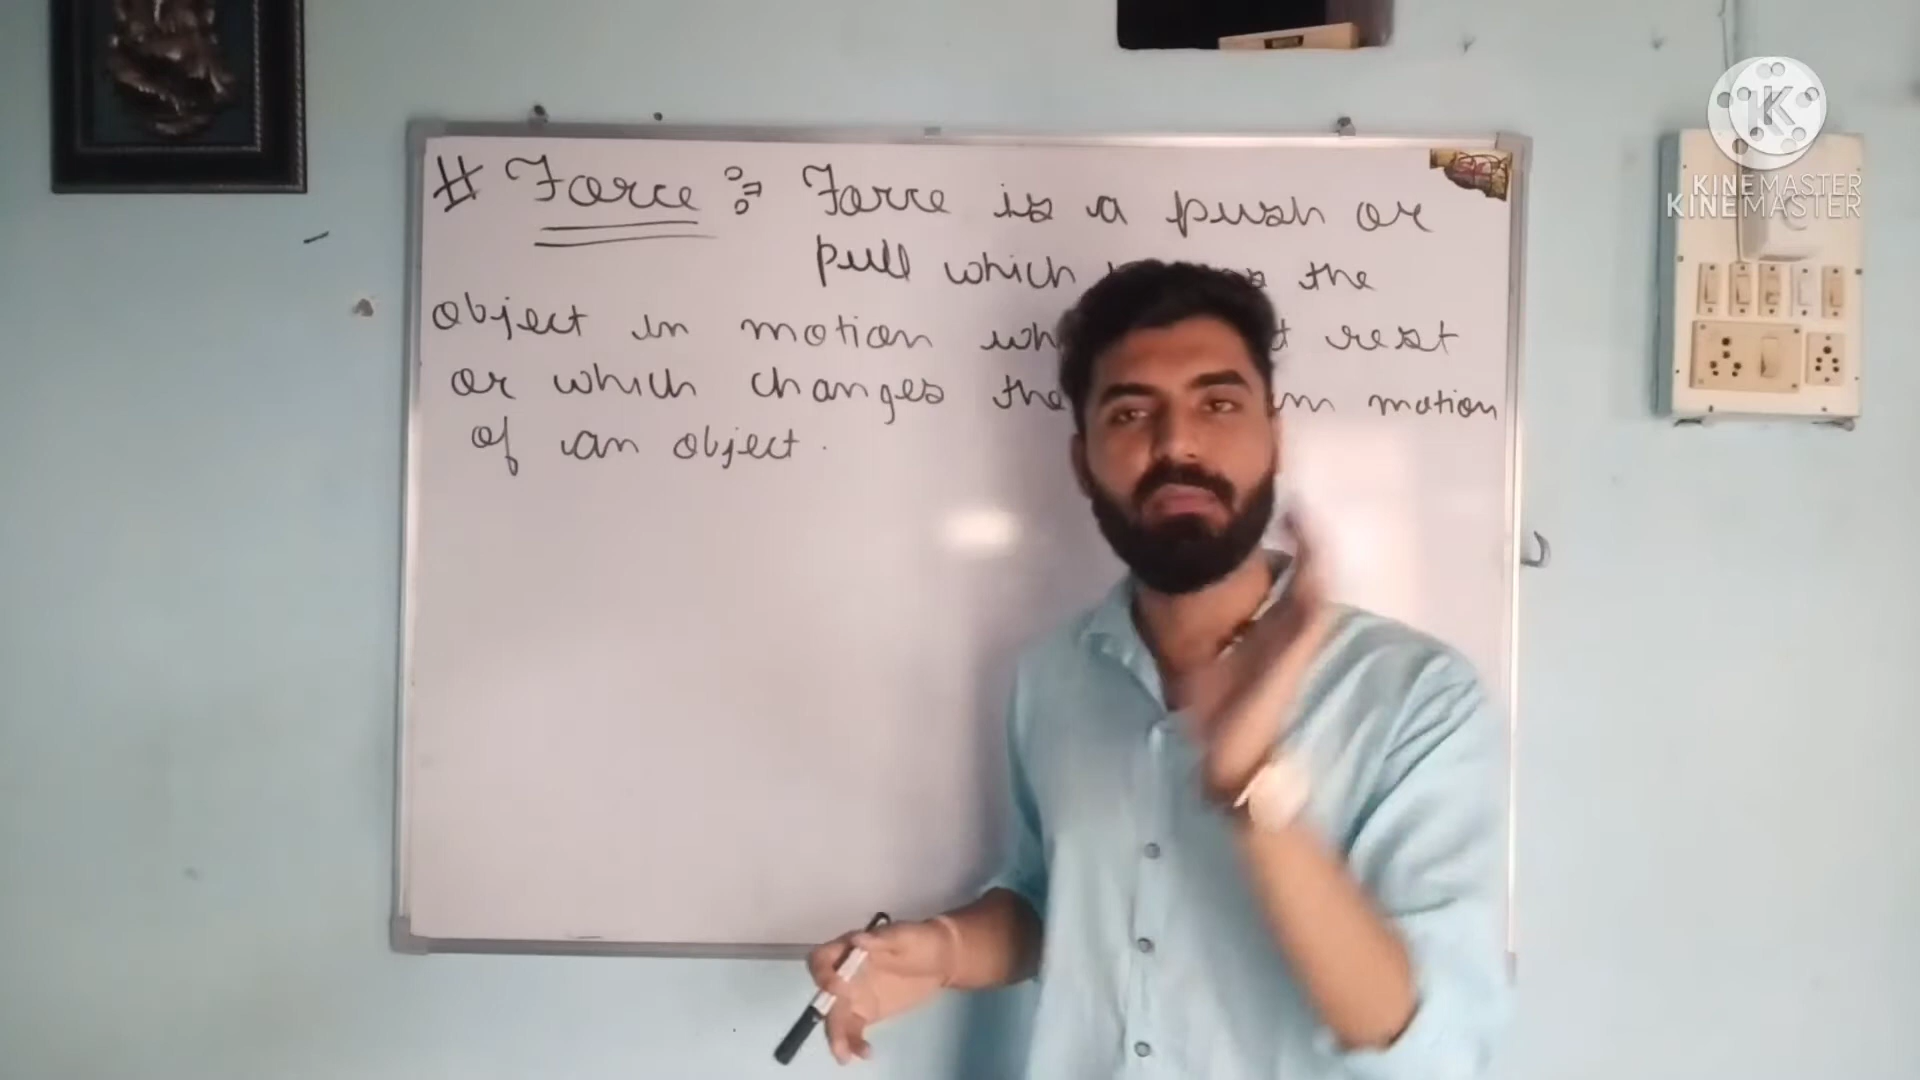 # Force : Force is a push or
pull which the
object in motion rest
or which changes the motion
of an object.
KINEMASTER
KINEMASTER